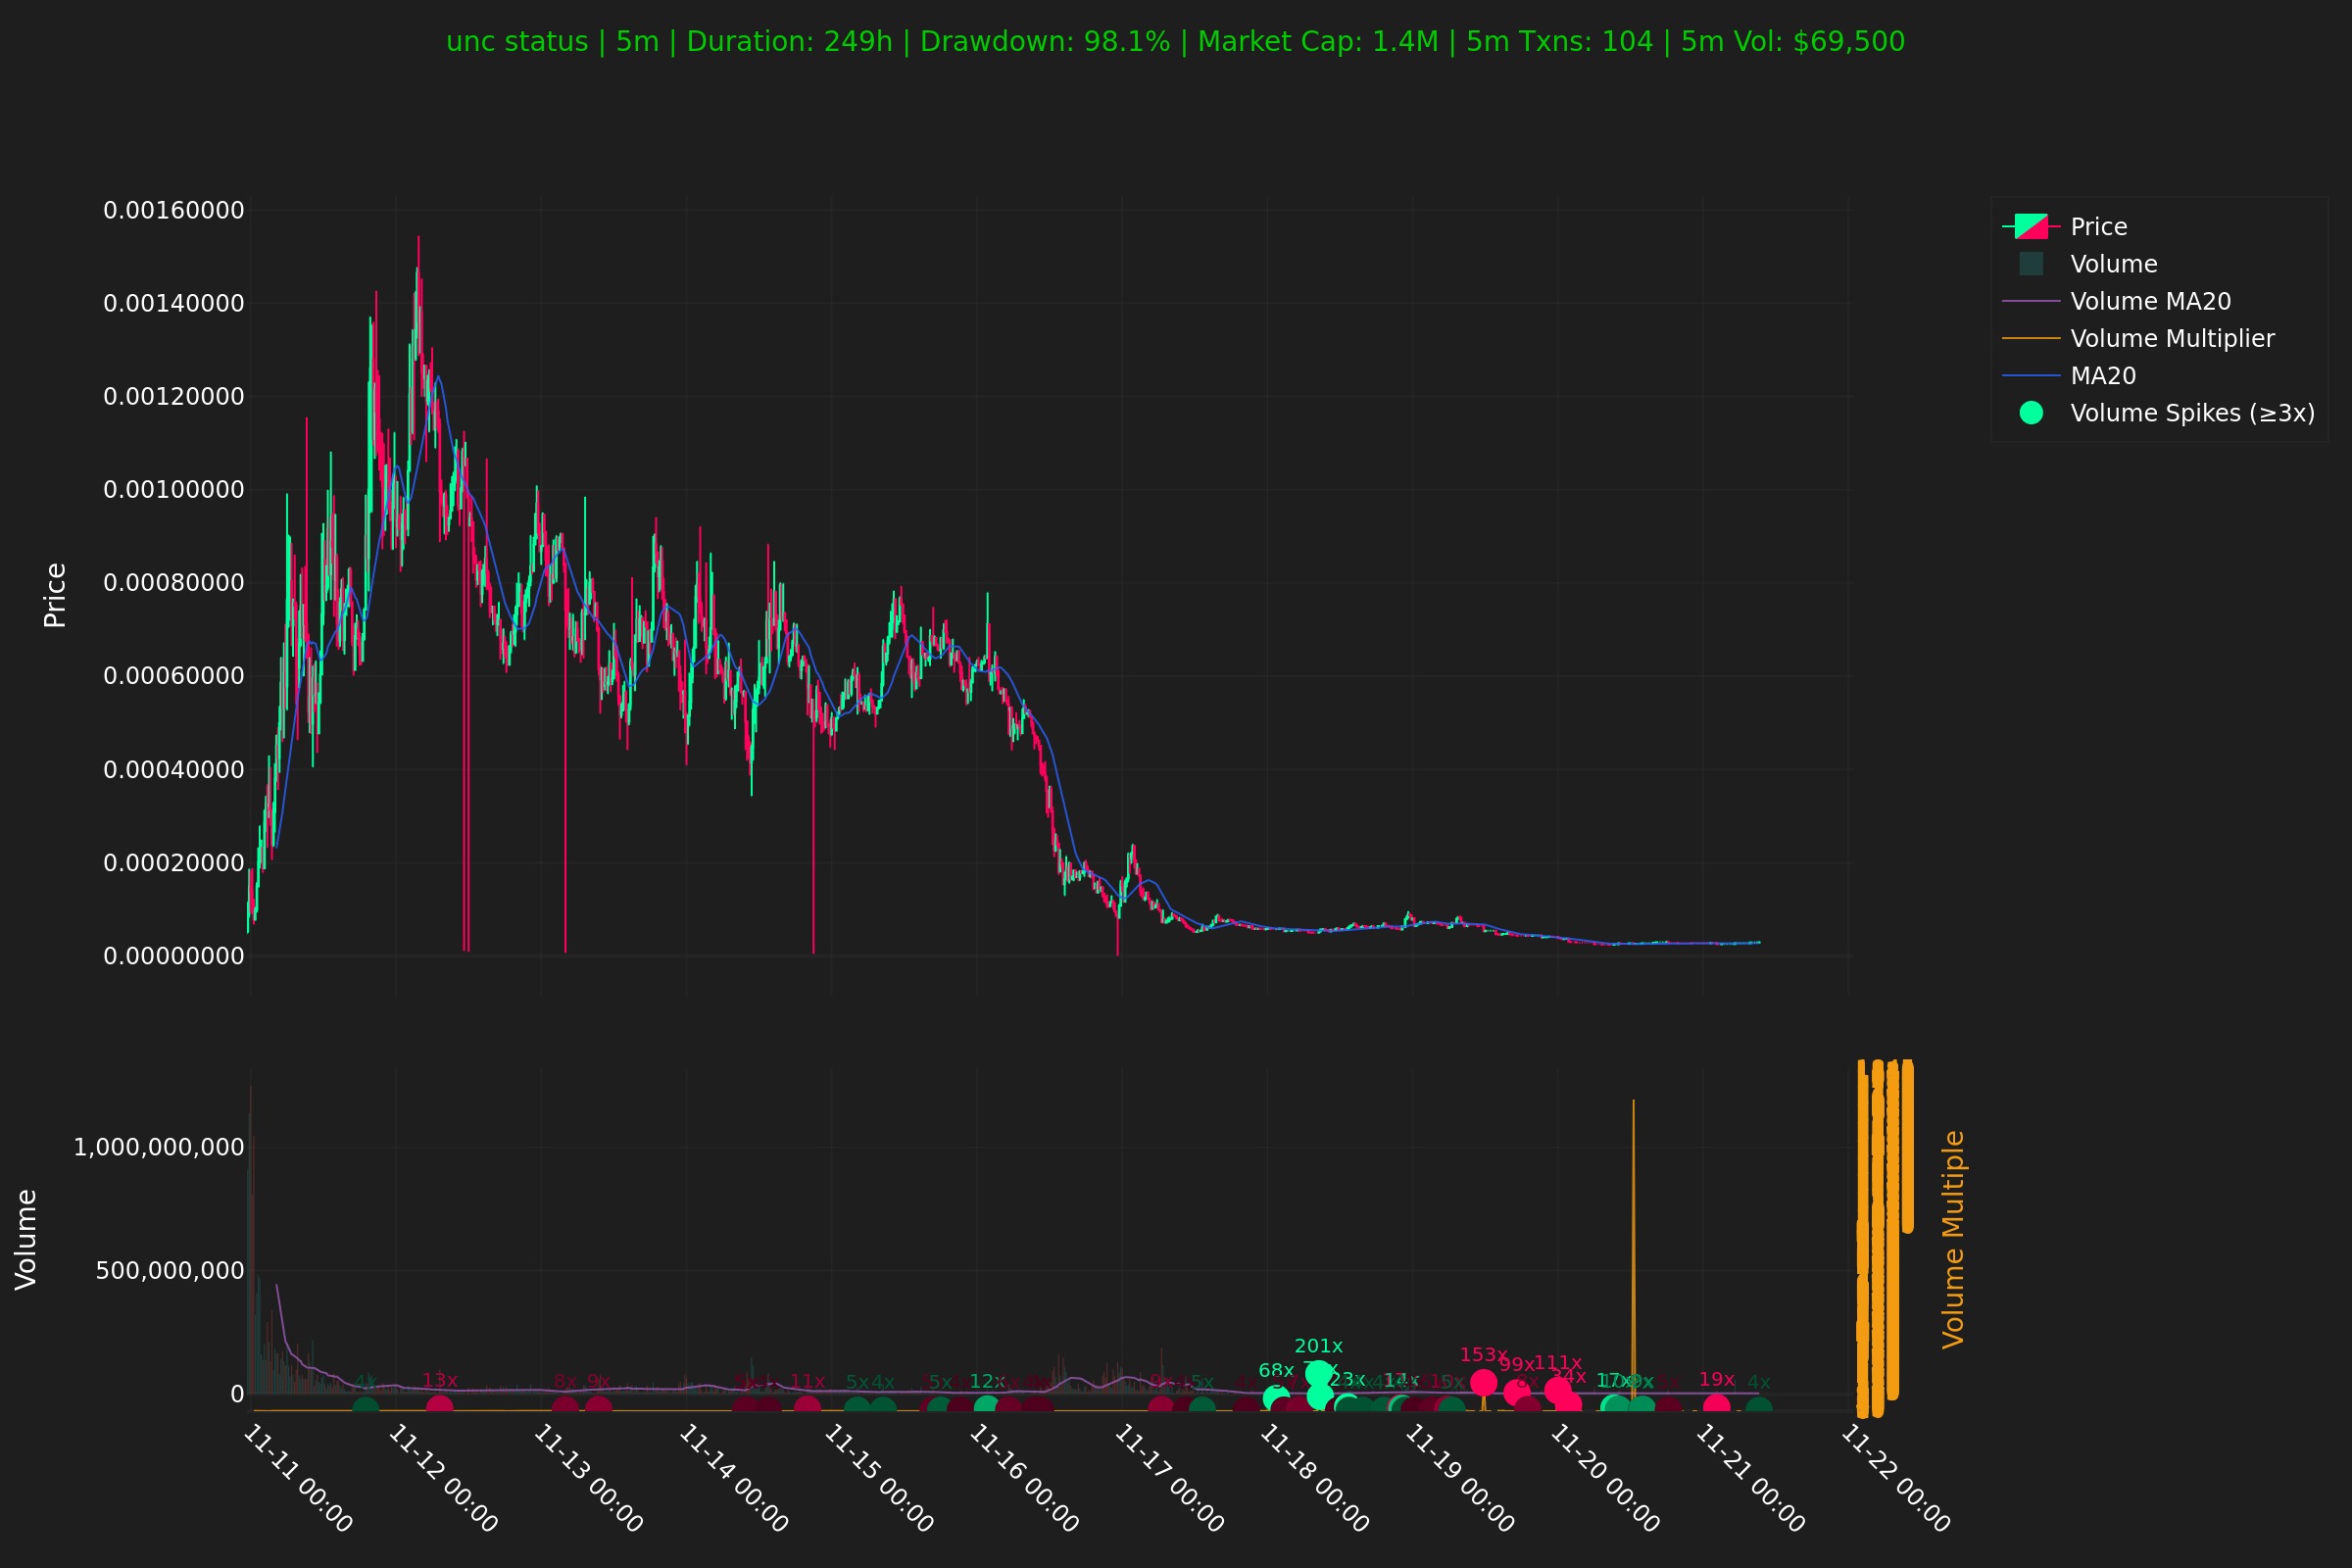 unc status | 5m | Duration: 249h | Drawdown: 98.1% | Market Cap: 1.4M | 5m Txns: 104 | 5m Vol: $69,500
Price
0.00160000
0.00140000
0.00120000
0.00100000
0.00080000
0.00060000
0.00040000
0.00020000
0.00000000
Price
Volume
Volume MA20
Volume Multiplier
MA20
Volume Spikes (≥3x)
Volume
1,000,000,000
500,000,000
0
4x
13x
8x
9x
11x
5x
4x
5x
12x
5x
68x
201x
23x
153x
99x
8x
111x
34x
19x
4x
Volume Multiple
11-11 00:00
11-12 00:00
11-13 00:00
11-14 00:00
11-15 00:00
11-16 00:00
11-17 00:00
11-18 00:00
11-19 00:00
11-20 00:00
11-21 00:00
11-22 00:00